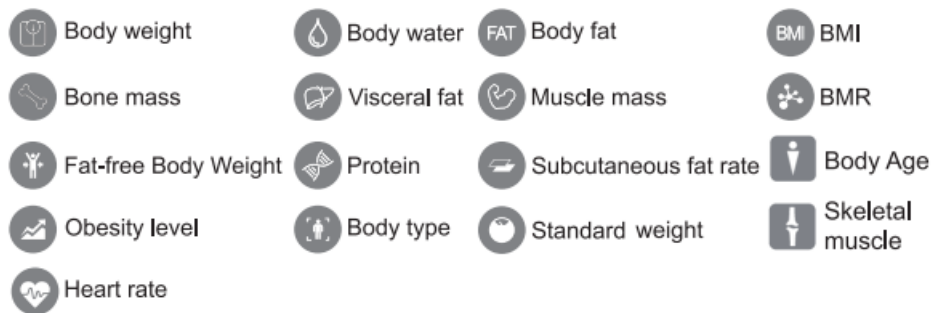 Body weight
Body water
FAT Body fat
BMI BMI
Bone mass
Visceral fat
Muscle mass
BMR
Fat-free Body Weight
Protein
Subcutaneous fat rate
Body Age
Obesity level
Body type
Standard weight
Skeletal
muscle
Heart rate